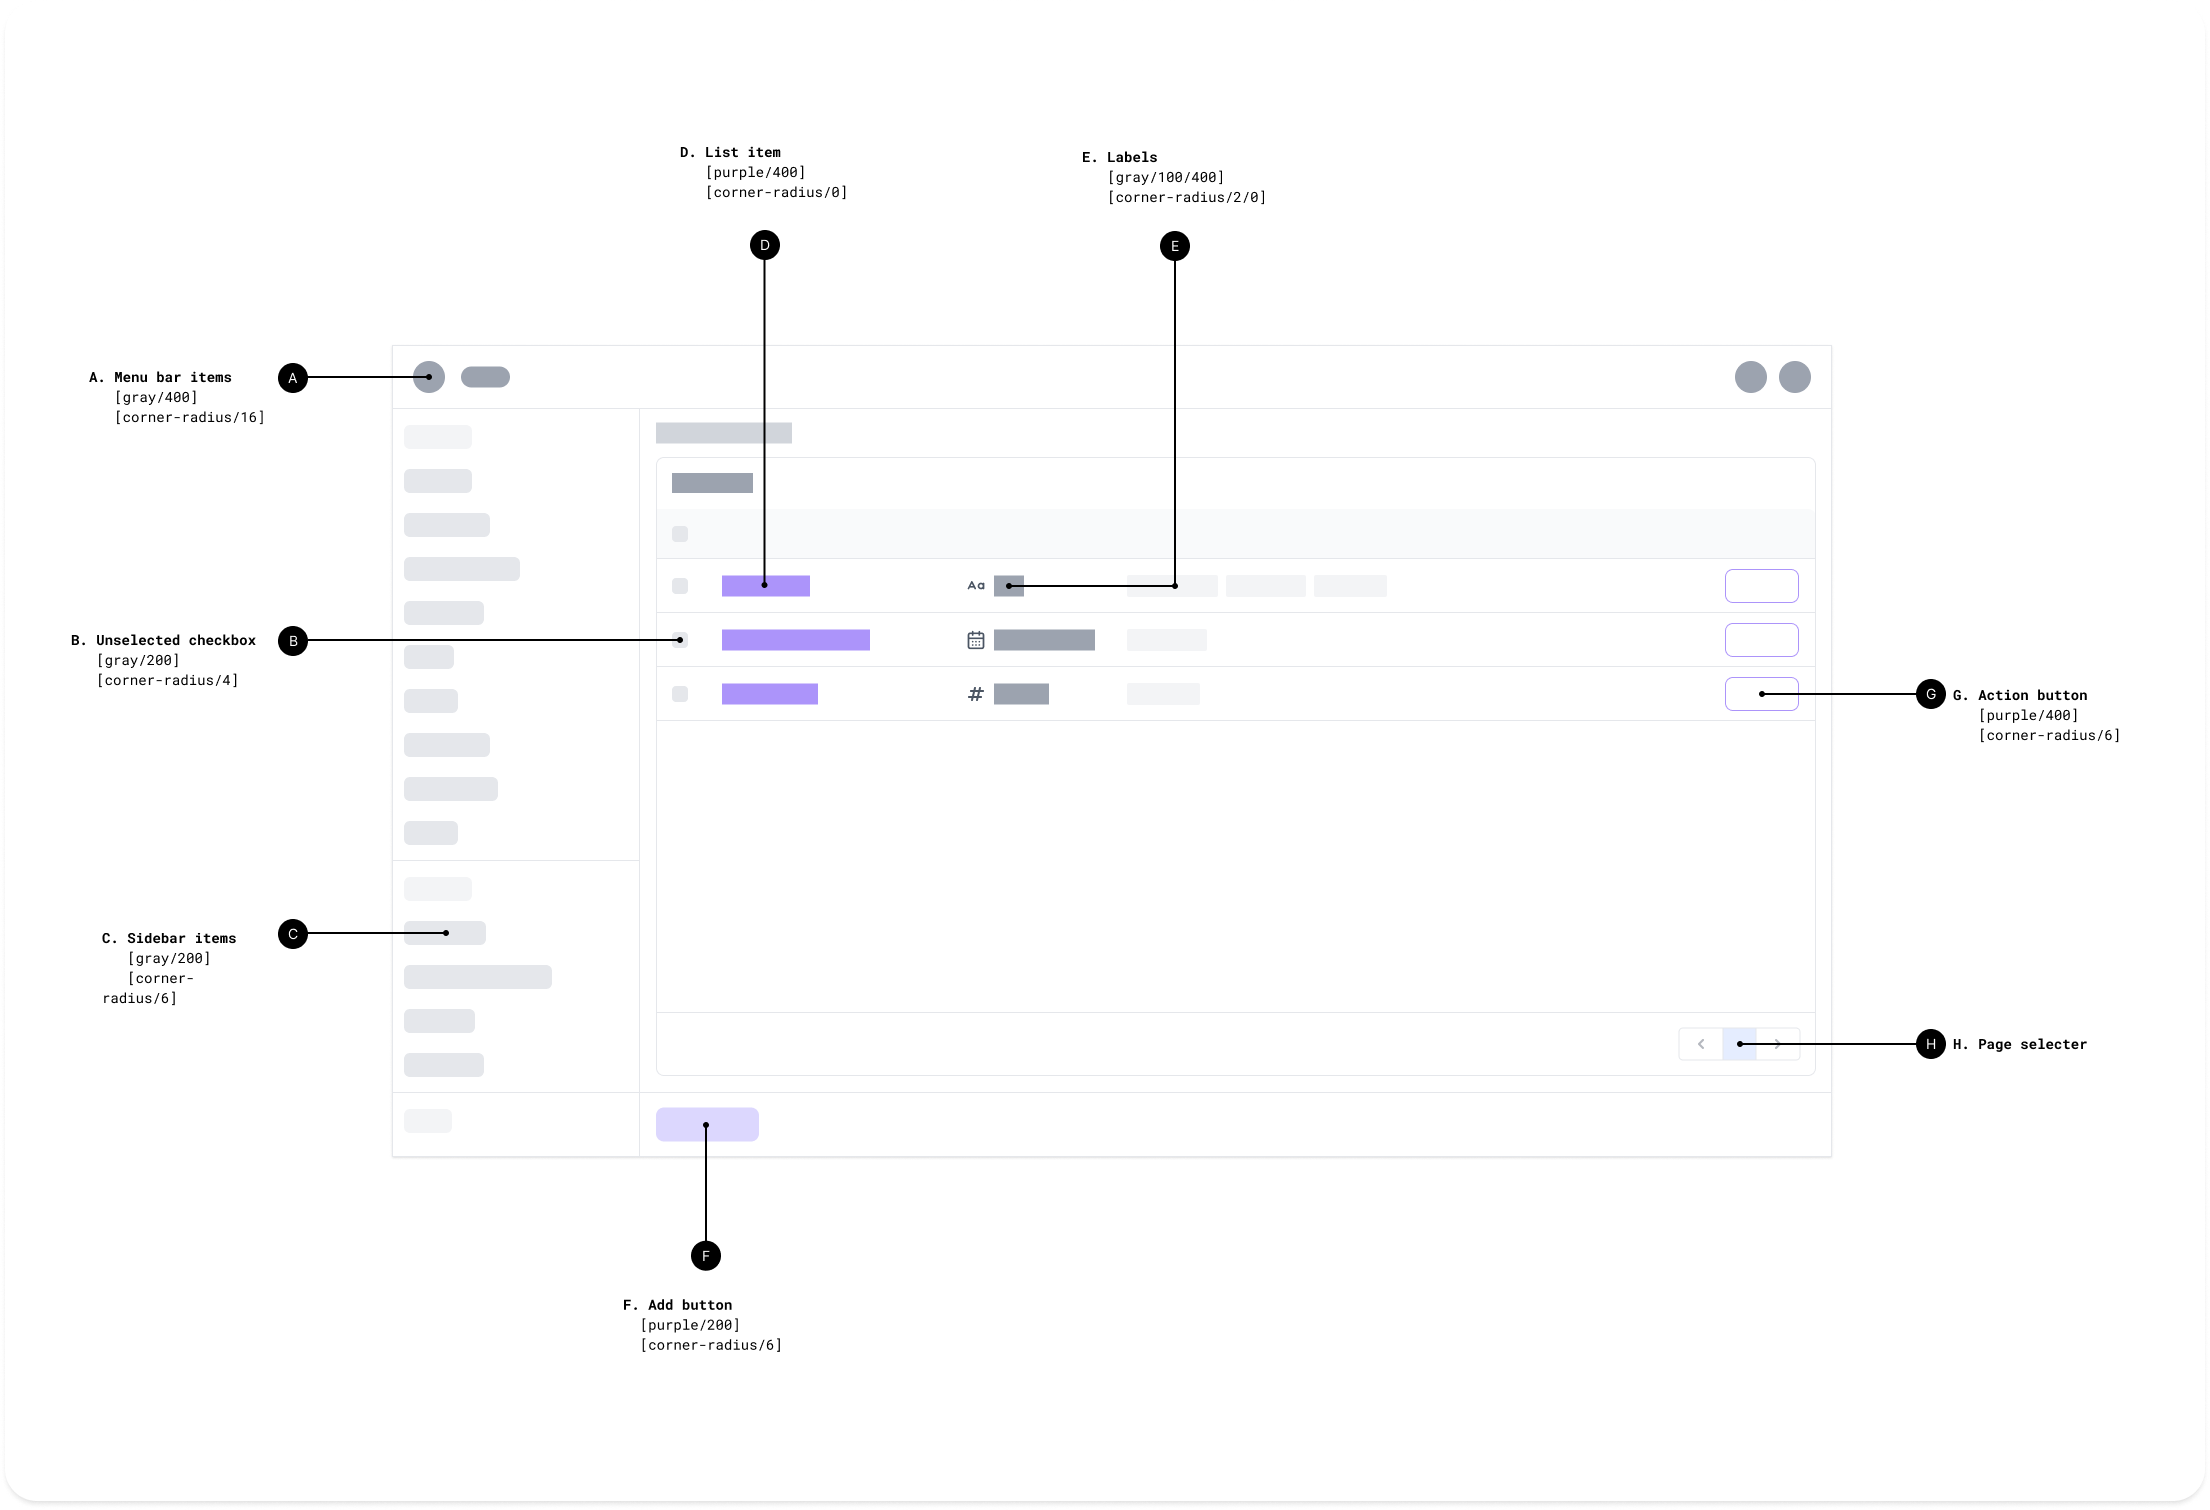 D. List item
[purple/400]
[corner-radius/0]
E. Labels
[gray/100/400]
[corner-radius/2/0]
D
E
A. Menu bar items
[gray/400]
[corner-radius/16]
A
Aa
B. Unselected checkbox
[gray/200]
[corner-radius/4]
B
#
G
G. Action button
[purple/400]
[corner-radius/6]
C. Sidebar items
[gray/200]
[corner-
radius/6]
C
H
H. Page selecter
F
F. Add button
[purple/200]
[corner-radius/6]